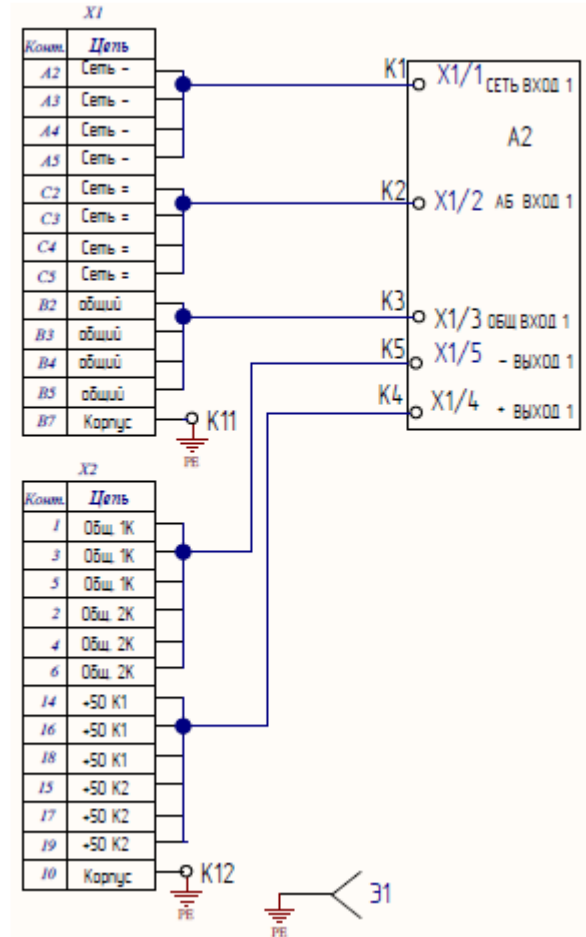 X1
Конт. Цепь
A2 Сеть -
A3 Сеть -
A4 Сеть -
A5 Сеть -
C2 Сеть =
C3 Сеть =
C4 Сеть =
C5 Сеть =
B2 общий
B3 общий
B4 общий
B5 общий
B7 Корпус
K11
PE
K1 X1/1 СЕТЬ ВХОД 1
A2
K2 X1/2 АБ ВХОД 1
K3 X1/3 ОБЩ ВХОД 1
K5 X1/5 - ВЫХОД 1
K4 X1/4 + ВЫХОД 1
X2
Конт. Цепь
1 Общ. 1К
3 Общ. 1К
5 Общ. 1К
2 Общ. 2К
4 Общ. 2К
6 Общ. 2К
14 +50 К1
16 +50 К1
18 +50 К1
15 +50 К2
17 +50 К2
19 +50 К2
10 Корпус
K12
PE
Э1
PE